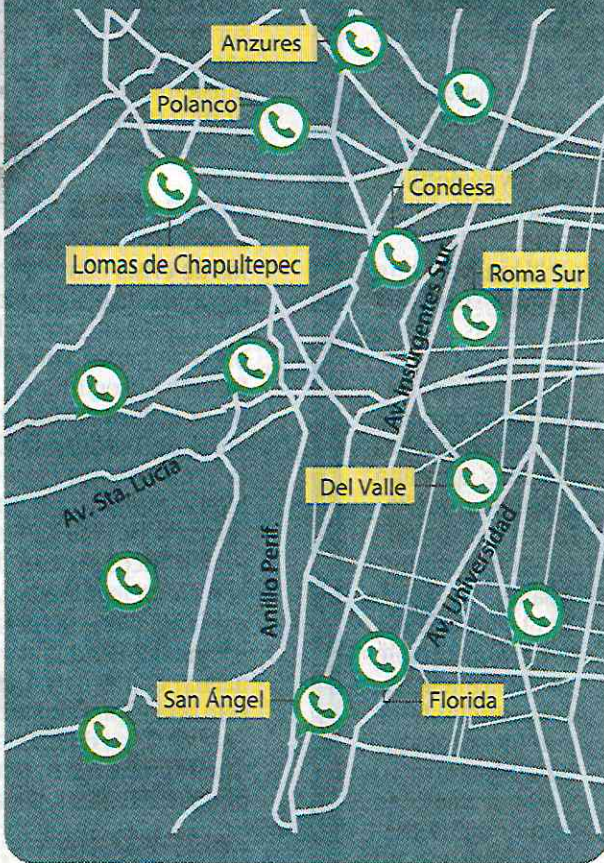 Anzures
Polanco
Condesa
Lomas de Chapultepec
Roma Sur
Av. Insurgentes Sur
Av. Sta. Lucía
Del Valle
Anillo Perif.
Av. Universidad
San Ángel
Florida